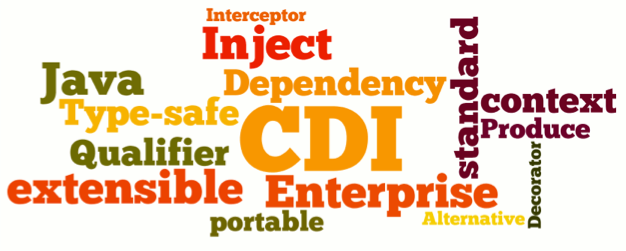 Interceptor
Inject
Java
Dependency
standard
context
Type-safe
CDI
Produce
Qualifier
Decorator
extensible
Enterprise
portable
Alternative